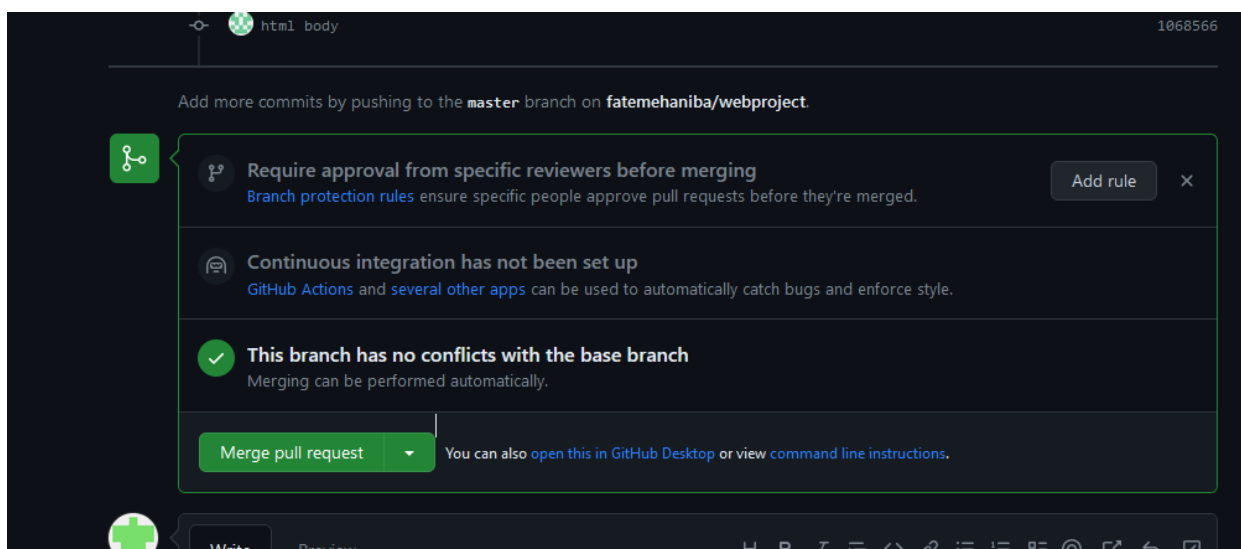 html body 1068566
Add more commits by pushing to the master branch on fatemehaniba/webproject.
Require approval from specific reviewers before merging
Branch protection rules ensure specific people approve pull requests before they're merged.
Add rule
Continuous integration has not been set up
GitHub Actions and several other apps can be used to automatically catch bugs and enforce style.
This branch has no conflicts with the base branch
Merging can be performed automatically.
Merge pull request You can also open this in GitHub Desktop or view command line instructions.
Write Preview